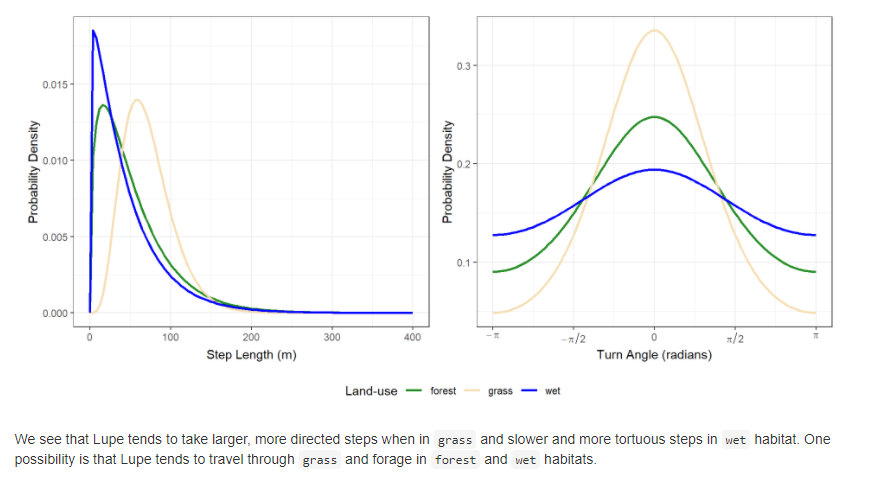 Probability Density
0.015
0.010
0.005
0.000
0 100 200 300 400
Step Length (m)
Probability Density
0.3
0.2
0.1
−π −π/2 0 π/2 π
Turn Angle (radians)
Land-use forest grass wet
We see that Lupe tends to take larger, more directed steps when in grass and slower and more tortuous steps in wet habitat. One
possibility is that Lupe tends to travel through grass and forage in forest and wet habitats.